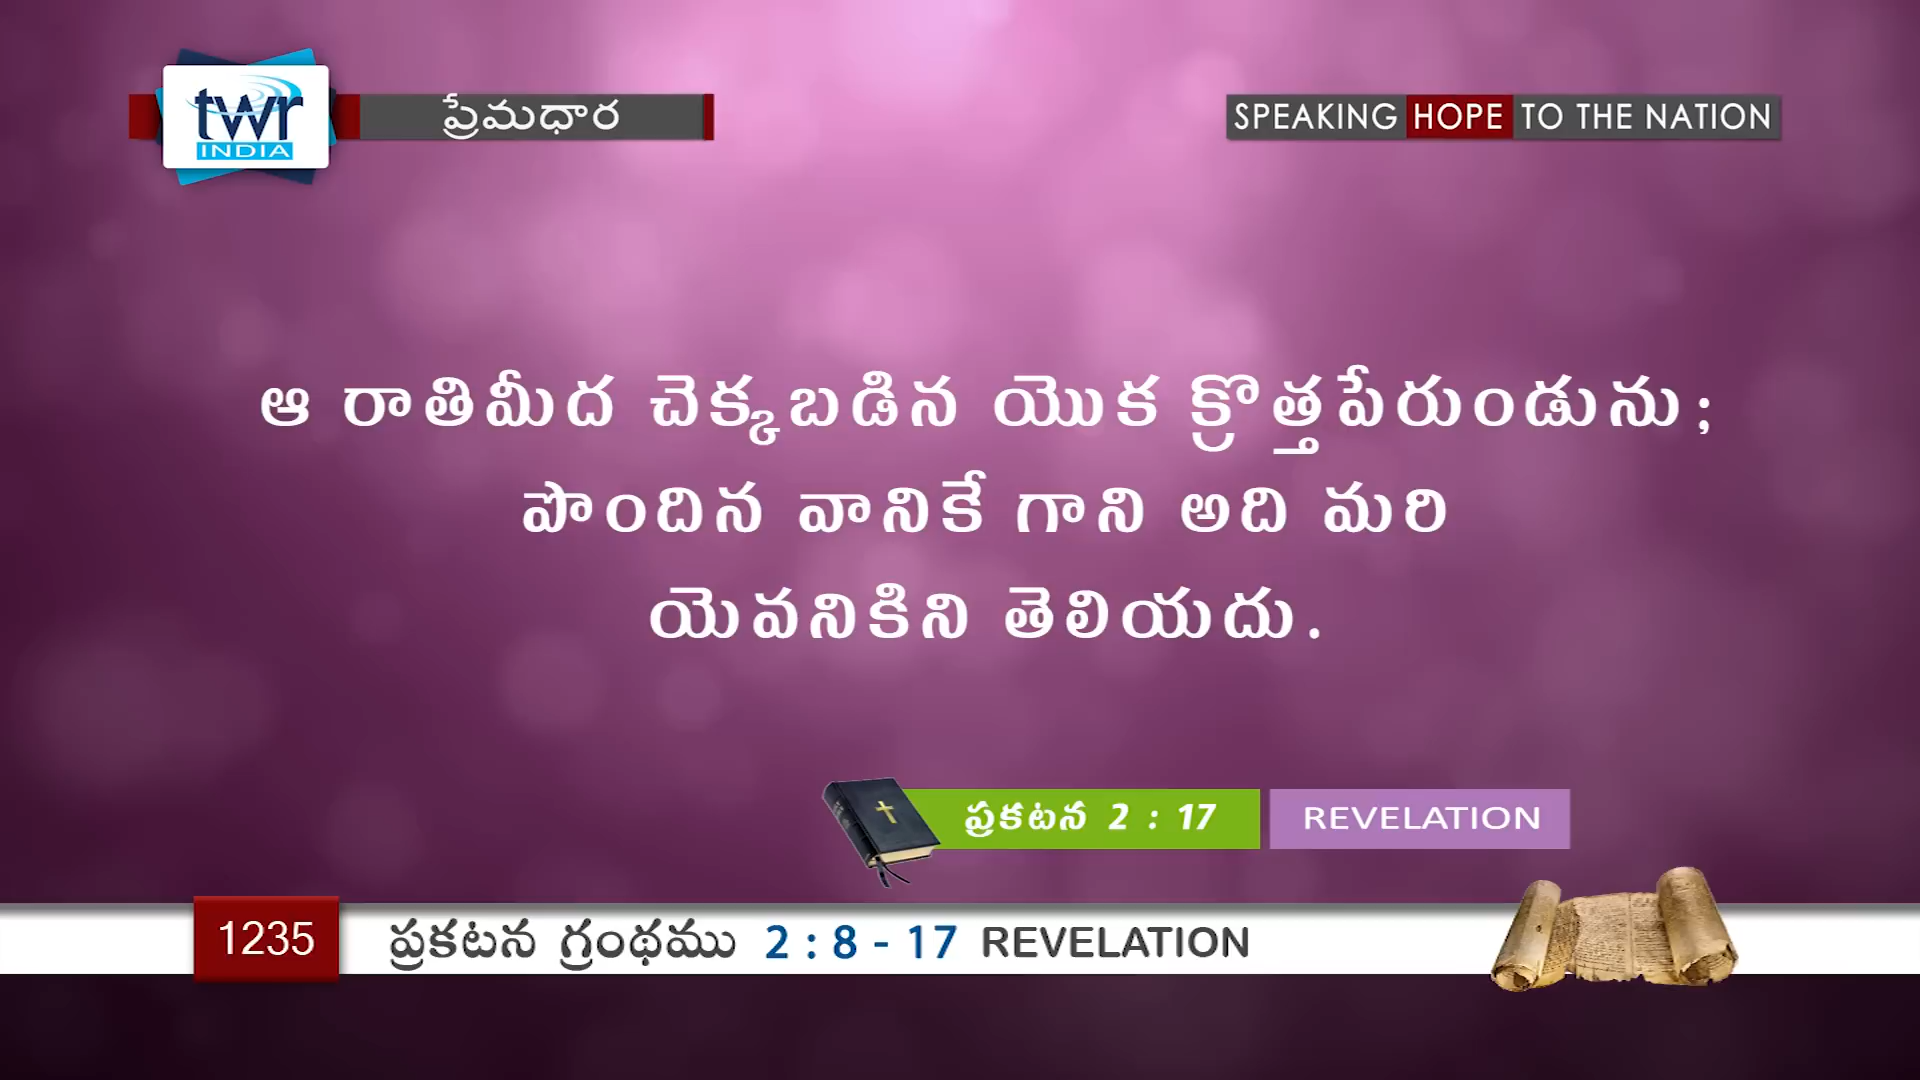 twr
INDIA
ప్రేమధార
SPEAKING HOPE TO THE NATION
ఆ రాతిమీద చెక్కబడిన యొక క్రొత్తపేరుండును;
పొందిన వానికే గాని అది మరి
యెవనికిని తెలియదు.
ప్రకటన 2 : 17
REVELATION
1235
ప్రకటన గ్రంథము 2 : 8 - 17 REVELATION